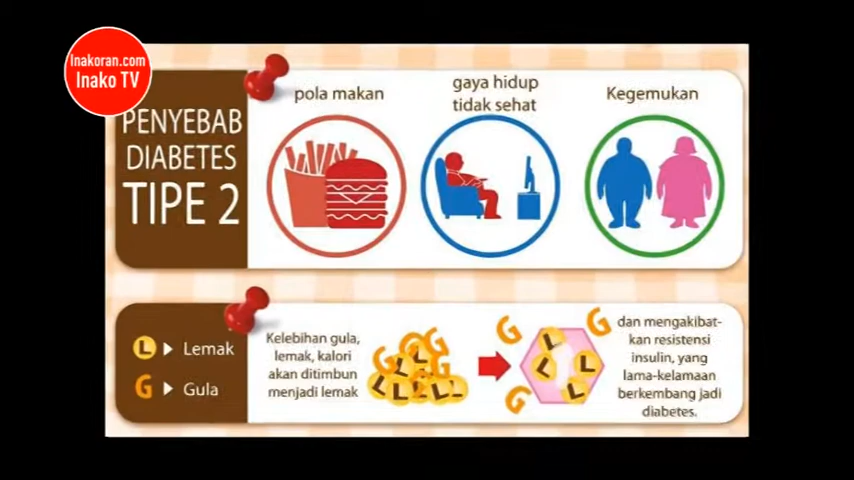 Inakoran.com
Inako TV
PENYEBAB
DIABETES
TIPE 2
pola makan
gaya hidup
tidak sehat
Kegemukan
L Lemak
G Gula
Kelebihan gula,
lemak, kalori
akan ditimbun
menjadi lemak
G G
L G
G L L G
L L L L
G G
L
L L
G L
dan mengakibat-
kan resistensi
insulin, yang
lama-kelamaan
berkembang jadi
diabetes.